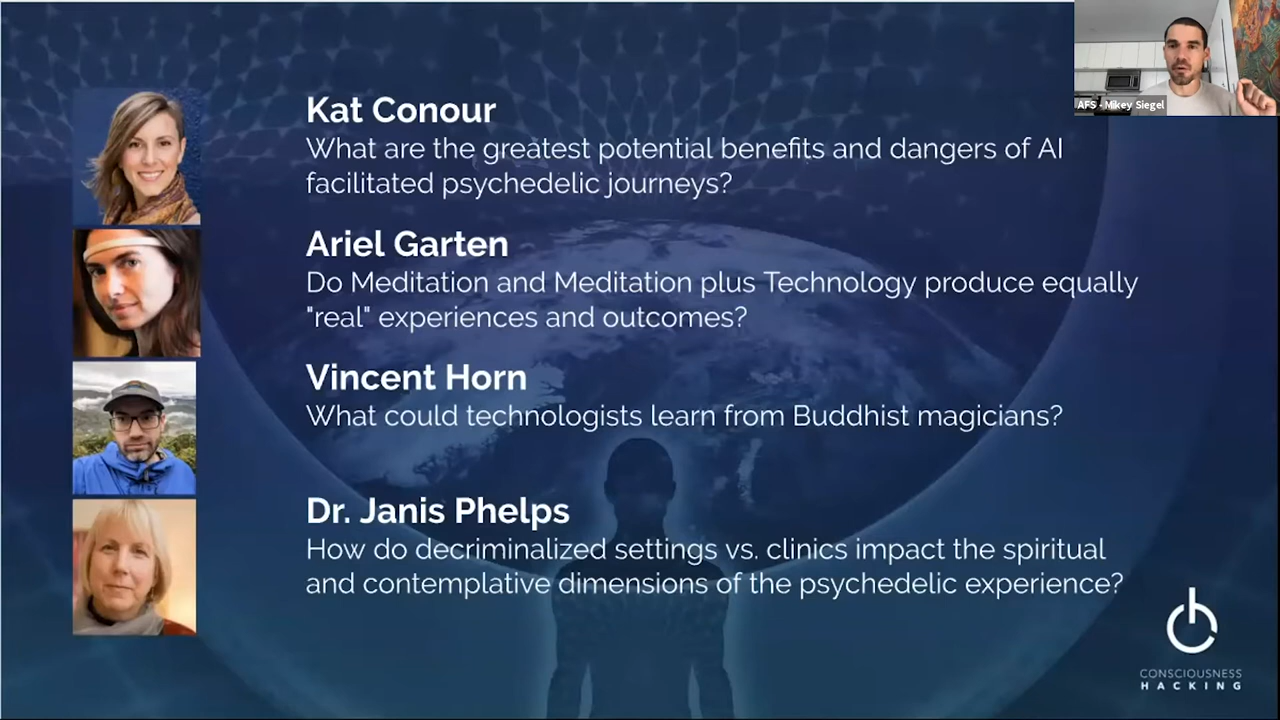 AFS - Mikey Siegel
Kat Conour
What are the greatest potential benefits and dangers of AI
facilitated psychedelic journeys?
Ariel Garten
Do Meditation and Meditation plus Technology produce equally
"real" experiences and outcomes?
Vincent Horn
What could technologists learn from Buddhist magicians?
Dr. Janis Phelps
How do decriminalized settings vs. clinics impact the spiritual
and contemplative dimensions of the psychedelic experience?
CONSCIOUSNESS
HACKING